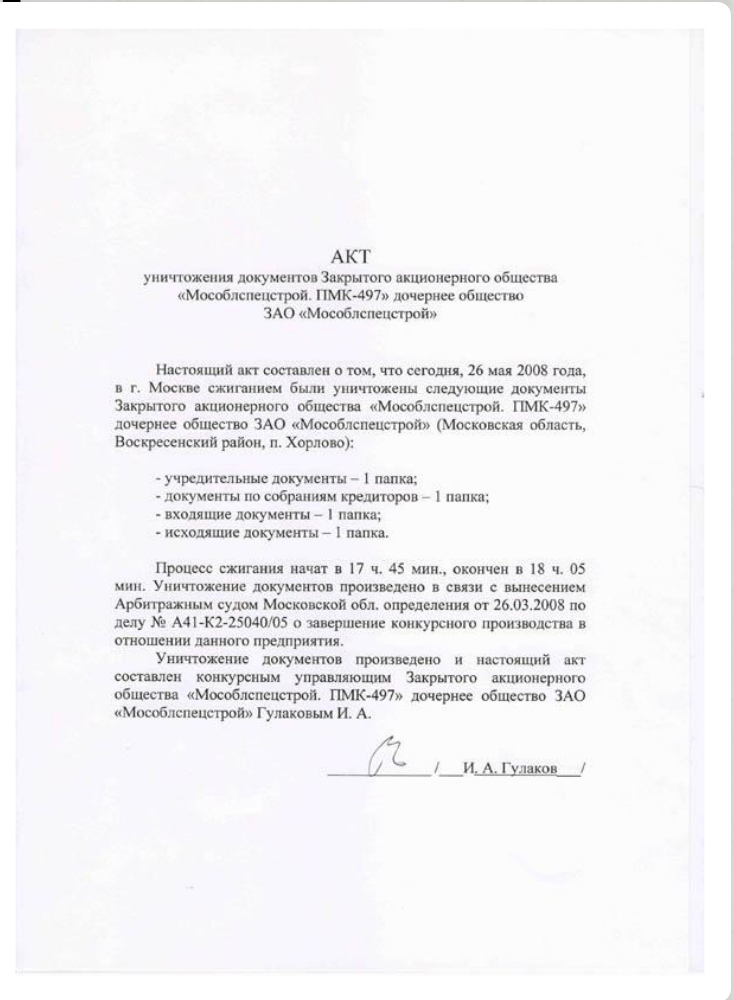 АКТ
уничтожения документов Закрытого акционерного общества
«Мособлспецстрой. ПМК-497» дочернее общество
ЗАО «Мособлспецстрой»
Настоящий акт составлен о том, что сегодня, 26 мая 2008 года,
в г. Москве сжиганием были уничтожены следующие документы
Закрытого акционерного общества «Мособлспецстрой. ПМК-497»
дочернее общество ЗАО «Мособлспецстрой» (Московская область,
Воскресенский район, п. Хорлово):
- учредительные документы – 1 папка;
- документы по собраниям кредиторов – 1 папка;
- входящие документы – 1 папка;
- исходящие документы – 1 папка.
Процесс сжигания начат в 17 ч. 45 мин., окончен в 18 ч. 05
мин. Уничтожение документов произведено в связи с вынесением
Арбитражным судом Московской обл. определения от 26.03.2008 по
делу № А41-К2-25040/05 о завершение конкурсного производства в
отношении данного предприятия.
Уничтожение документов произведено и настоящий акт
составлен конкурсным управляющим Закрытого акционерного
общества «Мособлспецстрой. ПМК-497» дочернее общество ЗАО
«Мособлспецстрой» Гулаковым И. А.
/ И. А. Гулаков /